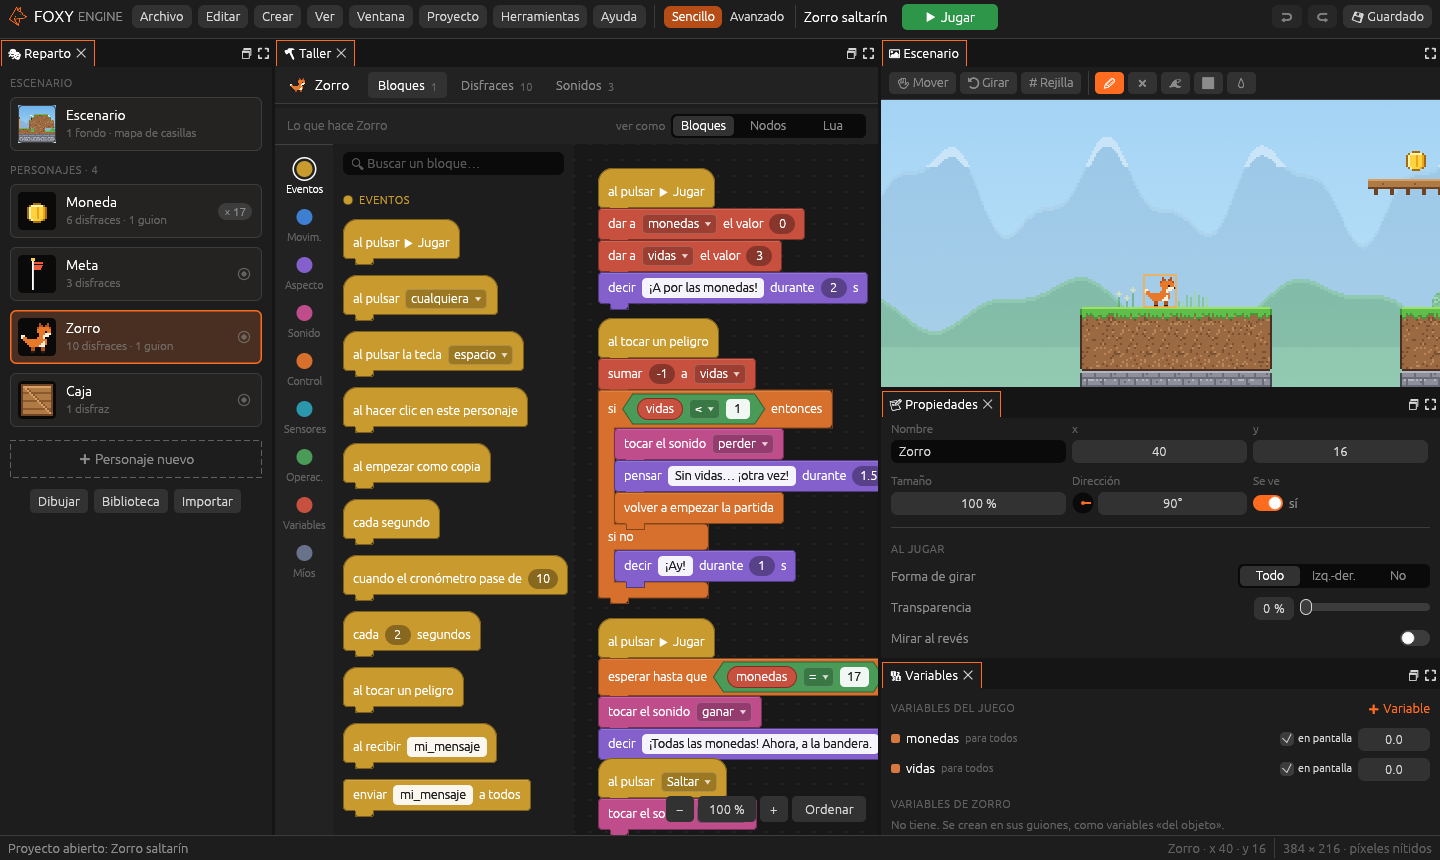 FOXY ENGINE Archivo Editar Crear Ver Ventana Proyecto Herramientas Ayuda Sencillo Avanzado Zorro saltarín Jugar Guardado
Reparto
ESCENARIO
Escenario
1 fondo · mapa de casillas
PERSONAJES · 4
Moneda
6 disfraces · 1 guion
× 17
Meta
3 disfraces
Zorro
10 disfraces · 1 guion
Caja
1 disfraz
+ Personaje nuevo
Dibujar Biblioteca Importar
Taller
Zorro Bloques 1 Disfraces 10 Sonidos 3
Lo que hace Zorro ver como Bloques Nodos Lua
Eventos
Movim.
Aspecto
Sonido
Control
Sensores
Operac.
Variables
Míos
Buscar un bloque…
EVENTOS
al pulsar ▶ Jugar
al pulsar cualquiera
al pulsar la tecla espacio
al hacer clic en este personaje
al empezar como copia
cada segundo
cuando el cronómetro pase de 10
cada 2 segundos
al tocar un peligro
al recibir mi_mensaje
enviar mi_mensaje a todos
al pulsar ▶ Jugar
dar a monedas el valor 0
dar a vidas el valor 3
decir ¡A por las monedas! durante 2 s
al tocar un peligro
sumar -1 a vidas
si vidas < 1 entonces
tocar el sonido perder
pensar Sin vidas… ¡otra vez! durante 1.5
volver a empezar la partida
si no
decir ¡Ay! durante 1 s
al pulsar ▶ Jugar
esperar hasta que monedas = 17
tocar el sonido ganar
decir ¡Todas las monedas! Ahora, a la bandera.
al pulsar Saltar
tocar el so
− 100 % + Ordenar
Escenario
Mover Girar # Rejilla
Propiedades
Nombre x y
Zorro 40 16
Tamaño Dirección Se ve
100 % 90° sí
AL JUGAR
Forma de girar Todo Izq.-der. No
Transparencia 0 %
Mirar al revés
Variables
VARIABLES DEL JUEGO + Variable
monedas para todos en pantalla 0.0
vidas para todos en pantalla 0.0
VARIABLES DE ZORRO
No tiene. Se crean en sus guiones, como variables «del objeto».
Proyecto abierto: Zorro saltarín Zorro · x 40 · y 16 384 × 216 · píxeles nítidos